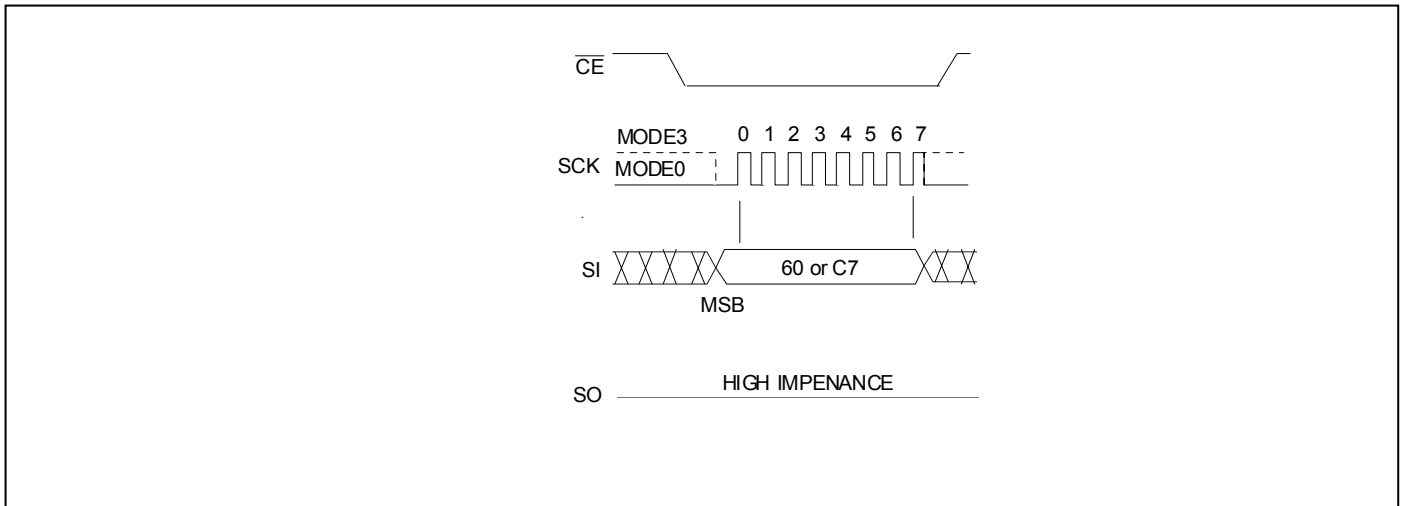 CE
MODE3 0 1 2 3 4 5 6 7
SCK MODE0
SI 60 or C7
MSB
HIGH IMPENANCE
SO